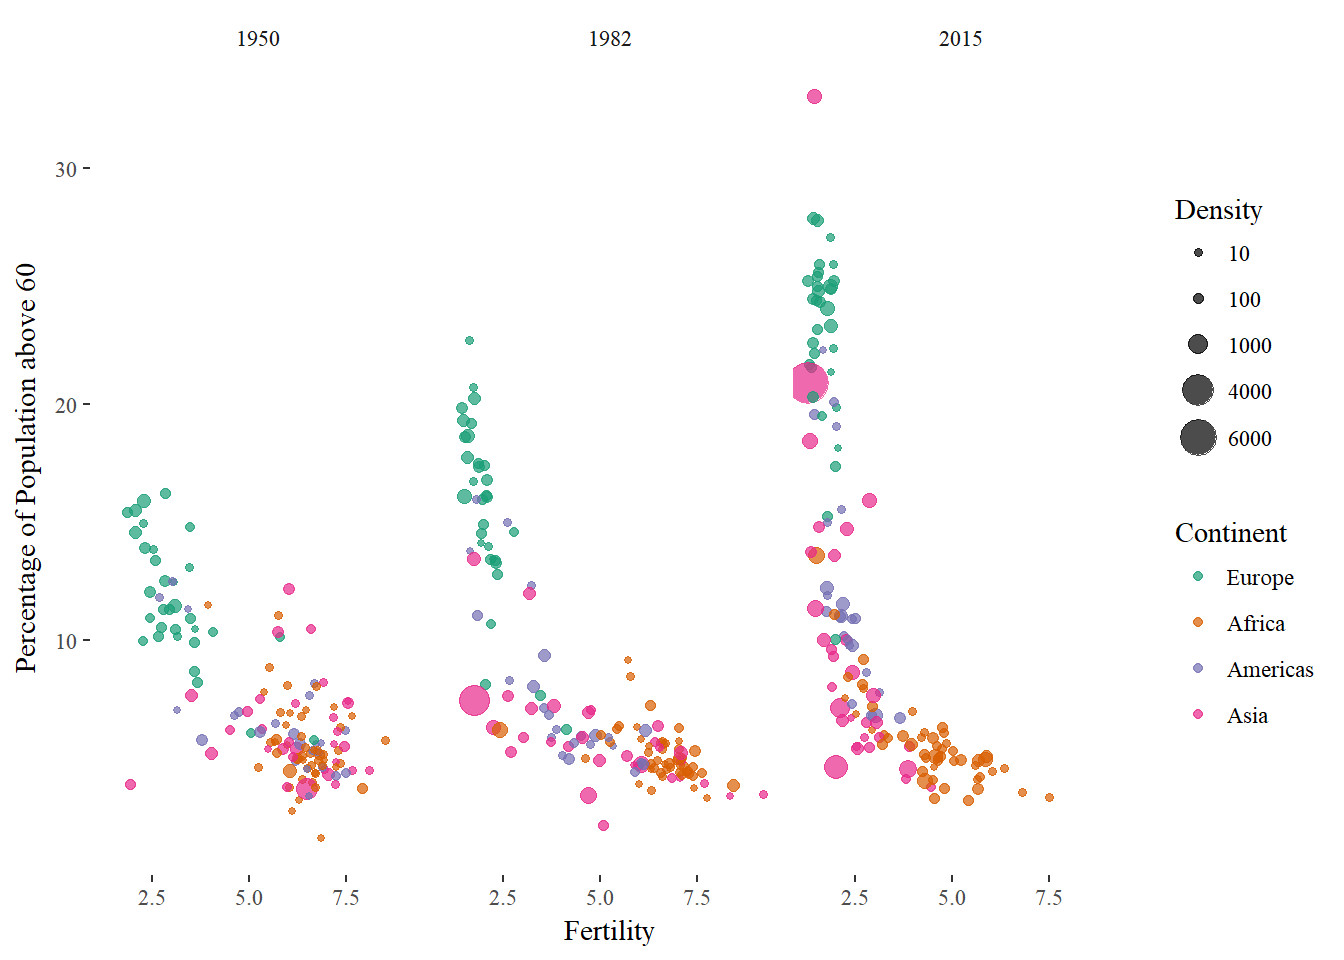 1950 1982 2015
Percentage of Population above 60
30
20
10
2.5 5.0 7.5 2.5 5.0 7.5 2.5 5.0 7.5
Fertility
Density
10
100
1000
4000
6000
Continent
Europe
Africa
Americas
Asia